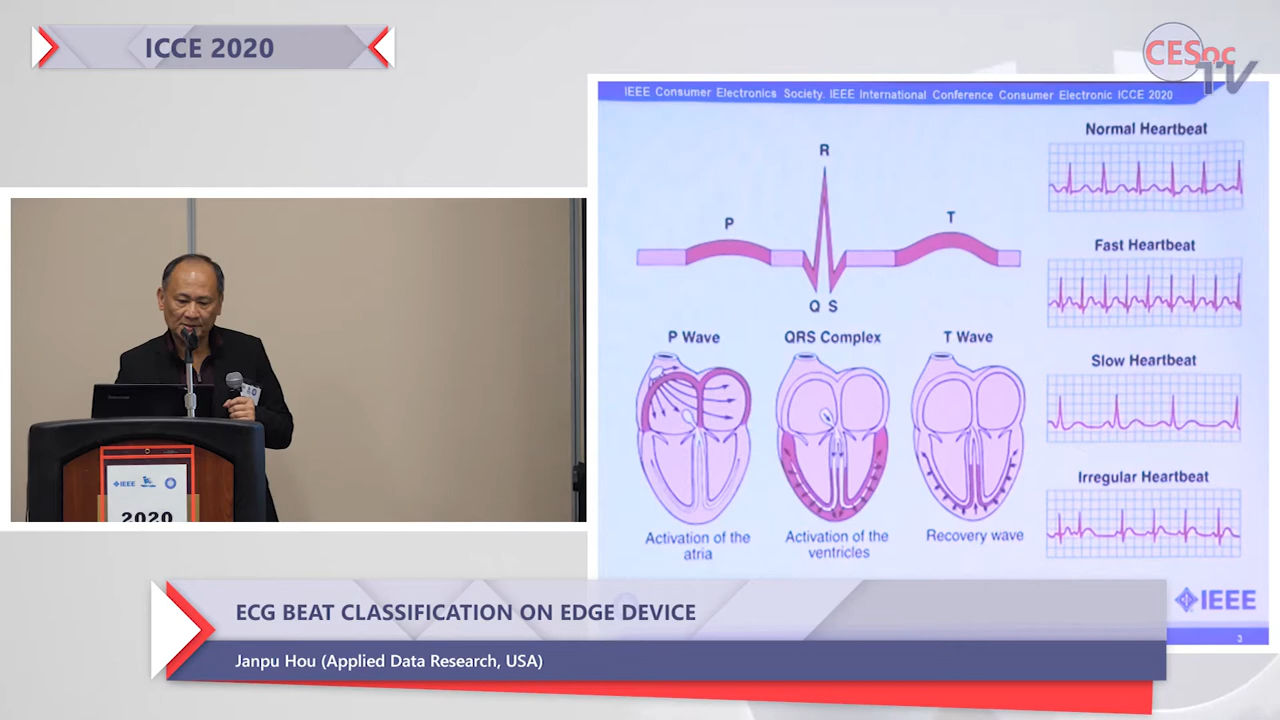 ICCE 2020
CESoc
TV
IEEE Consumer Electronics Society. IEEE International Conference Consumer Electronic ICCE 2020
R
P
T
Q S
P Wave
QRS Complex
T Wave
Activation of the
atria
Activation of the
ventricles
Recovery wave
Normal Heartbeat
Fast Heartbeat
Slow Heartbeat
Irregular Heartbeat
IEEE
3
IEEE
2020
ECG BEAT CLASSIFICATION ON EDGE DEVICE
Janpu Hou (Applied Data Research, USA)